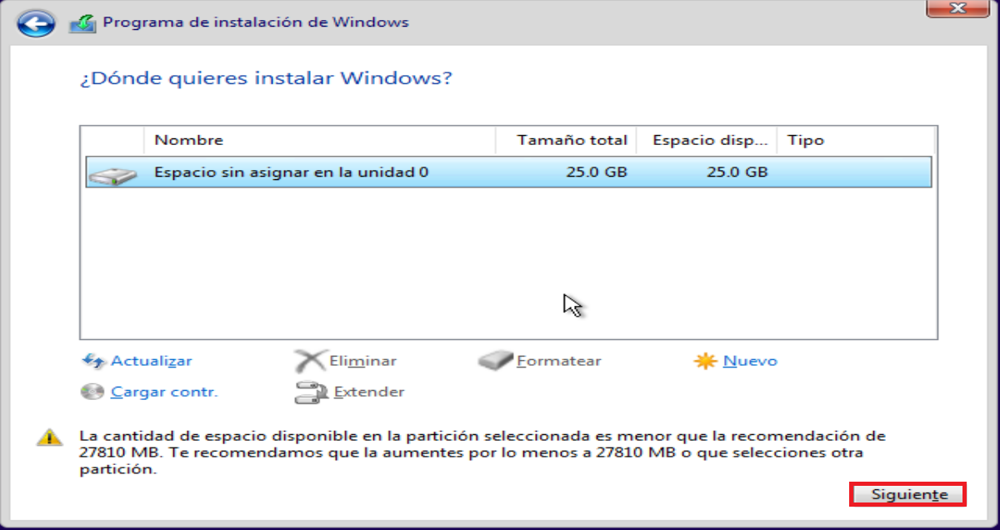 Programa de instalación de Windows
¿Dónde quieres instalar Windows?
Nombre Tamaño total Espacio disp... Tipo
Espacio sin asignar en la unidad 0 25.0 GB 25.0 GB
Actualizar Eliminar Formatear Nuevo
Cargar contr. Extender
La cantidad de espacio disponible en la partición seleccionada es menor que la recomendación de
27810 MB. Te recomendamos que la aumentes por lo menos a 27810 MB o que selecciones otra
partición.
Siguiente